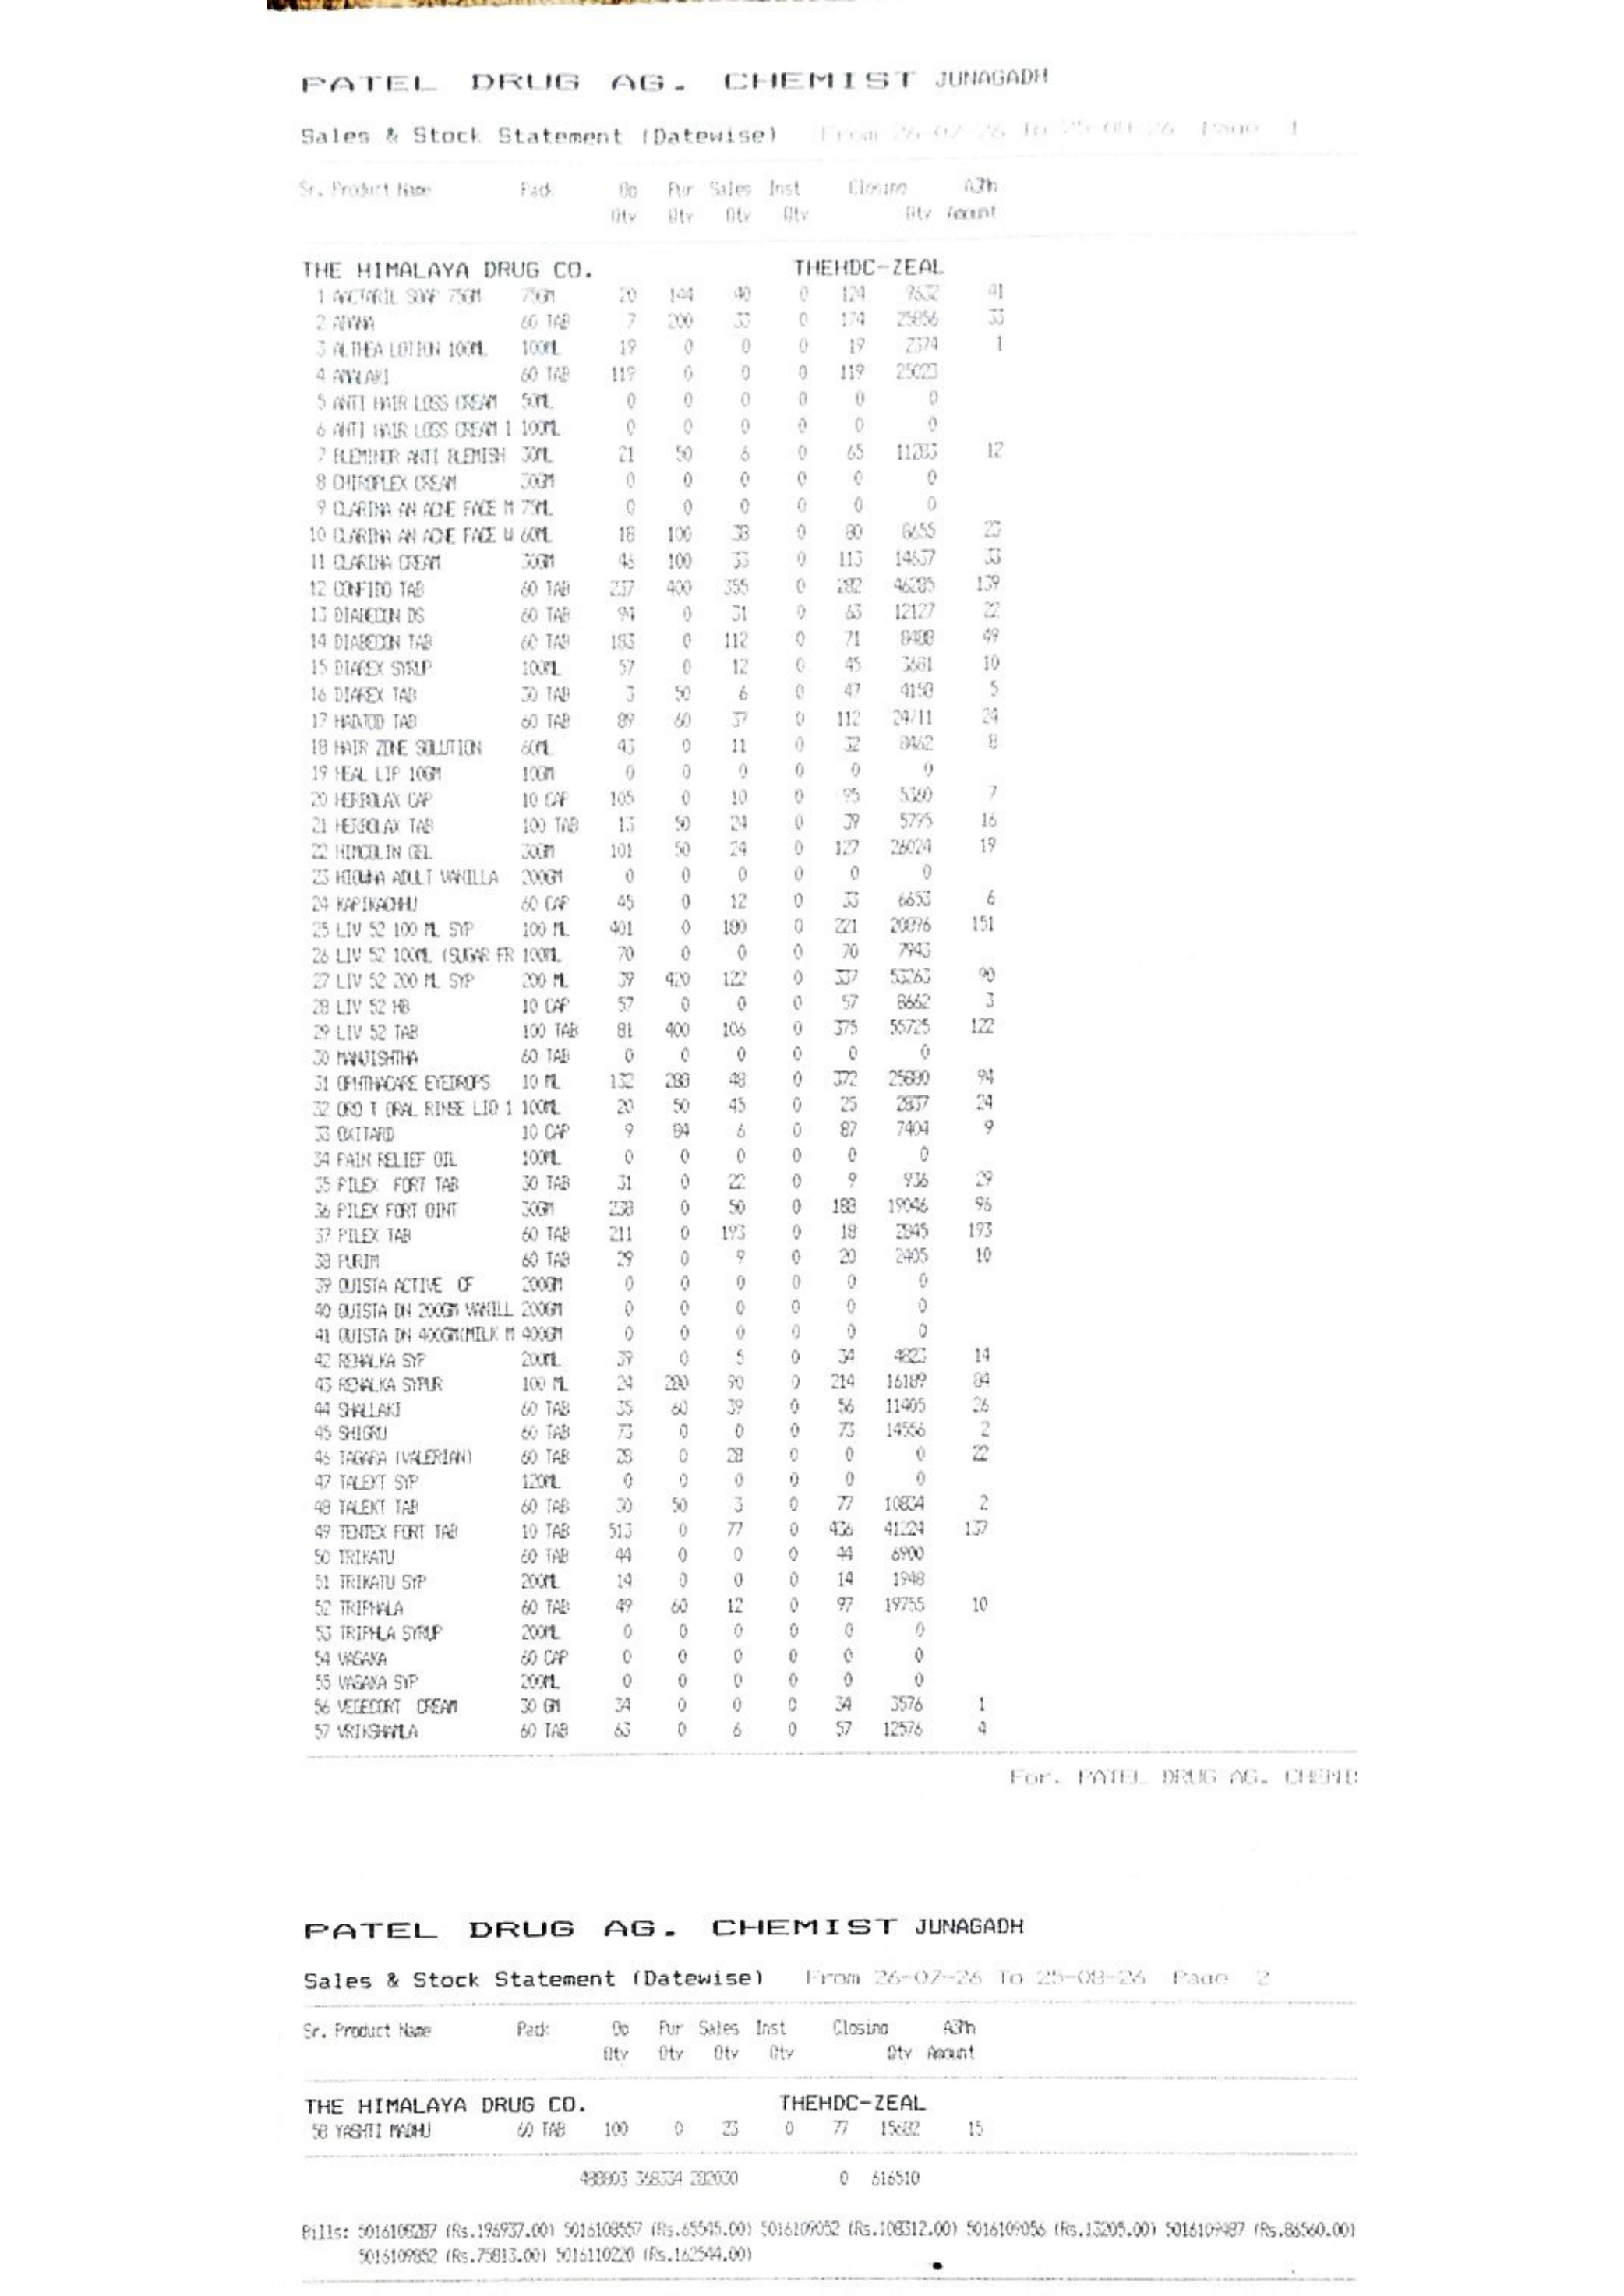 PATEL DRUG AG. CHEMIST JUNAGADH
Sales & Stock Statement (Datewise) From 26-07-26 To 25-08-26 Page 1
Sr. Product Name Pack Op Pur Sales Inst Closing A3m
Qty Qty Qty Qty Qty Amount
THE HIMALAYA DRUG CO. THEHDC-ZEAL
1 SOAP 75GM 75GM 20 144 40 0 124 9632 41
2 ABANA 60 TAB 7 200 33 0 174 25856 33
3 ALTHEA LOTION 100ML 100ML 19 0 0 0 19 2374 1
4 AMALAKI 60 TAB 119 0 0 0 119 25023
5 ANTI HAIR LOSS CREAM 50ML 0 0 0 0 0 0
6 ANTI HAIR LOSS CREAM 1 100ML 0 0 0 0 0 0
7 BLEMINOR ANTI BLEMISH 30ML 21 50 6 0 65 11283 12
8 CHIROPLEX CREAM 30GM 0 0 0 0 0 0
9 CLARINA AN ACNE FACE M 75ML 0 0 0 0 0 0
10 CLARINA AN ACNE FACE W 60ML 18 100 38 0 80 8655 23
11 CLARINA CREAM 30GM 46 100 33 0 113 14637 33
12 CONFIDO TAB 60 TAB 237 400 355 0 282 46285 139
13 DIABECON DS 60 TAB 94 0 31 0 63 12127 22
14 DIABECON TAB 60 TAB 183 0 112 0 71 8488 49
15 DIAREX SYRUP 100ML 57 0 12 0 45 3681 10
16 DIAREX TAB 30 TAB 3 50 6 0 47 4158 5
17 HADJOD TAB 60 TAB 89 60 37 0 112 24711 24
18 HAIR ZONE SOLUTION 60ML 43 0 11 0 32 8462 8
19 HEAL LIP 10GM 10GM 0 0 0 0 0 0
20 HERBOLAX CAP 10 CAP 105 0 10 0 95 5360 7
21 HERBOLAX TAB 100 TAB 13 50 24 0 39 5795 16
22 HIMCOLIN GEL 30GM 101 50 24 0 127 26024 19
23 HIOWNA ADULT VANILLA 200GM 0 0 0 0 0 0
24 KAPIKACHHU 60 CAP 45 0 12 0 33 6653 6
25 LIV 52 100 ML SYP 100 ML 401 0 180 0 221 20896 151
26 LIV 52 100ML (SUGAR FR 100ML 70 0 0 0 70 7943
27 LIV 52 200 ML SYP 200 ML 39 420 122 0 337 53263 90
28 LIV 52 HB 10 CAP 57 0 0 0 57 8662 3
29 LIV 52 TAB 100 TAB 81 400 106 0 375 55725 122
30 MANJISHTHA 60 TAB 0 0 0 0 0 0
31 OPHTHACARE EYEDROPS 10 ML 132 288 48 0 372 25680 94
32 ORO T ORAL RINSE LIQ 1 100ML 20 50 45 0 25 2837 24
33 OXITARD 10 CAP 9 84 6 0 87 7404 9
34 PAIN RELIEF OIL 100ML 0 0 0 0 0 0
35 PILEX FORT TAB 30 TAB 31 0 22 0 9 936 29
36 PILEX FORT OINT 30GM 238 0 50 0 188 19046 96
37 PILEX TAB 60 TAB 211 0 193 0 18 2845 193
38 PURIM 60 TAB 29 0 9 0 20 2405 10
39 QUISTA ACTIVE CF 200GM 0 0 0 0 0 0
40 QUISTA DN 200GM VANILL 200GM 0 0 0 0 0 0
41 QUISTA DN 400GM(MILK M 400GM 0 0 0 0 0 0
42 RENALKA SYP 200ML 39 0 5 0 34 4823 14
43 RENALKA SYPUR 100 ML 24 280 90 0 214 16189 84
44 SHALLAKI 60 TAB 35 60 39 0 56 11405 26
45 SHIGRU 60 TAB 73 0 0 0 73 14556 2
46 TAGARA (VALERIAN) 60 TAB 28 0 28 0 0 0 22
47 TALEKT SYP 120ML 0 0 0 0 0 0
48 TALEKT TAB 60 TAB 30 50 3 0 77 10834 2
49 TENTEX FORT TAB 10 TAB 513 0 77 0 436 41224 137
50 TRIKATU 60 TAB 44 0 0 0 44 6900
51 TRIKATU SYP 200ML 14 0 0 0 14 1948
52 TRIPHALA 60 TAB 49 60 12 0 97 19755 10
53 TRIPHLA SYRUP 200ML 0 0 0 0 0 0
54 VASAKA 60 CAP 0 0 0 0 0 0
55 VASAKA SYP 200ML 0 0 0 0 0 0
56 VEGECORT CREAM 30 GM 34 0 0 0 34 3576 1
57 VRIKSHAMLA 60 TAB 63 0 6 0 57 12576 4
For. PATEL DRUG AG. CHEMI
PATEL DRUG AG. CHEMIST JUNAGADH
Sales & Stock Statement (Datewise) From 26-07-26 To 25-08-26 Page 2
Sr. Product Name Pack Op Pur Sales Inst Closing A3m
Qty Qty Qty Qty Qty Amount
THE HIMALAYA DRUG CO. THEHDC-ZEAL
58 YASHTI MADHU 60 TAB 100 0 23 0 77 15682 15
488803 368334 282030 0 616510
Bills: 5016108287 (Rs.196937.00) 5016108557 (Rs.65545.00) 5016109052 (Rs.108312.00) 5016109056 (Rs.13205.00) 5016109487 (Rs.86560.00)
5016109852 (Rs.75813.00) 5016110220 (Rs.162544.00)